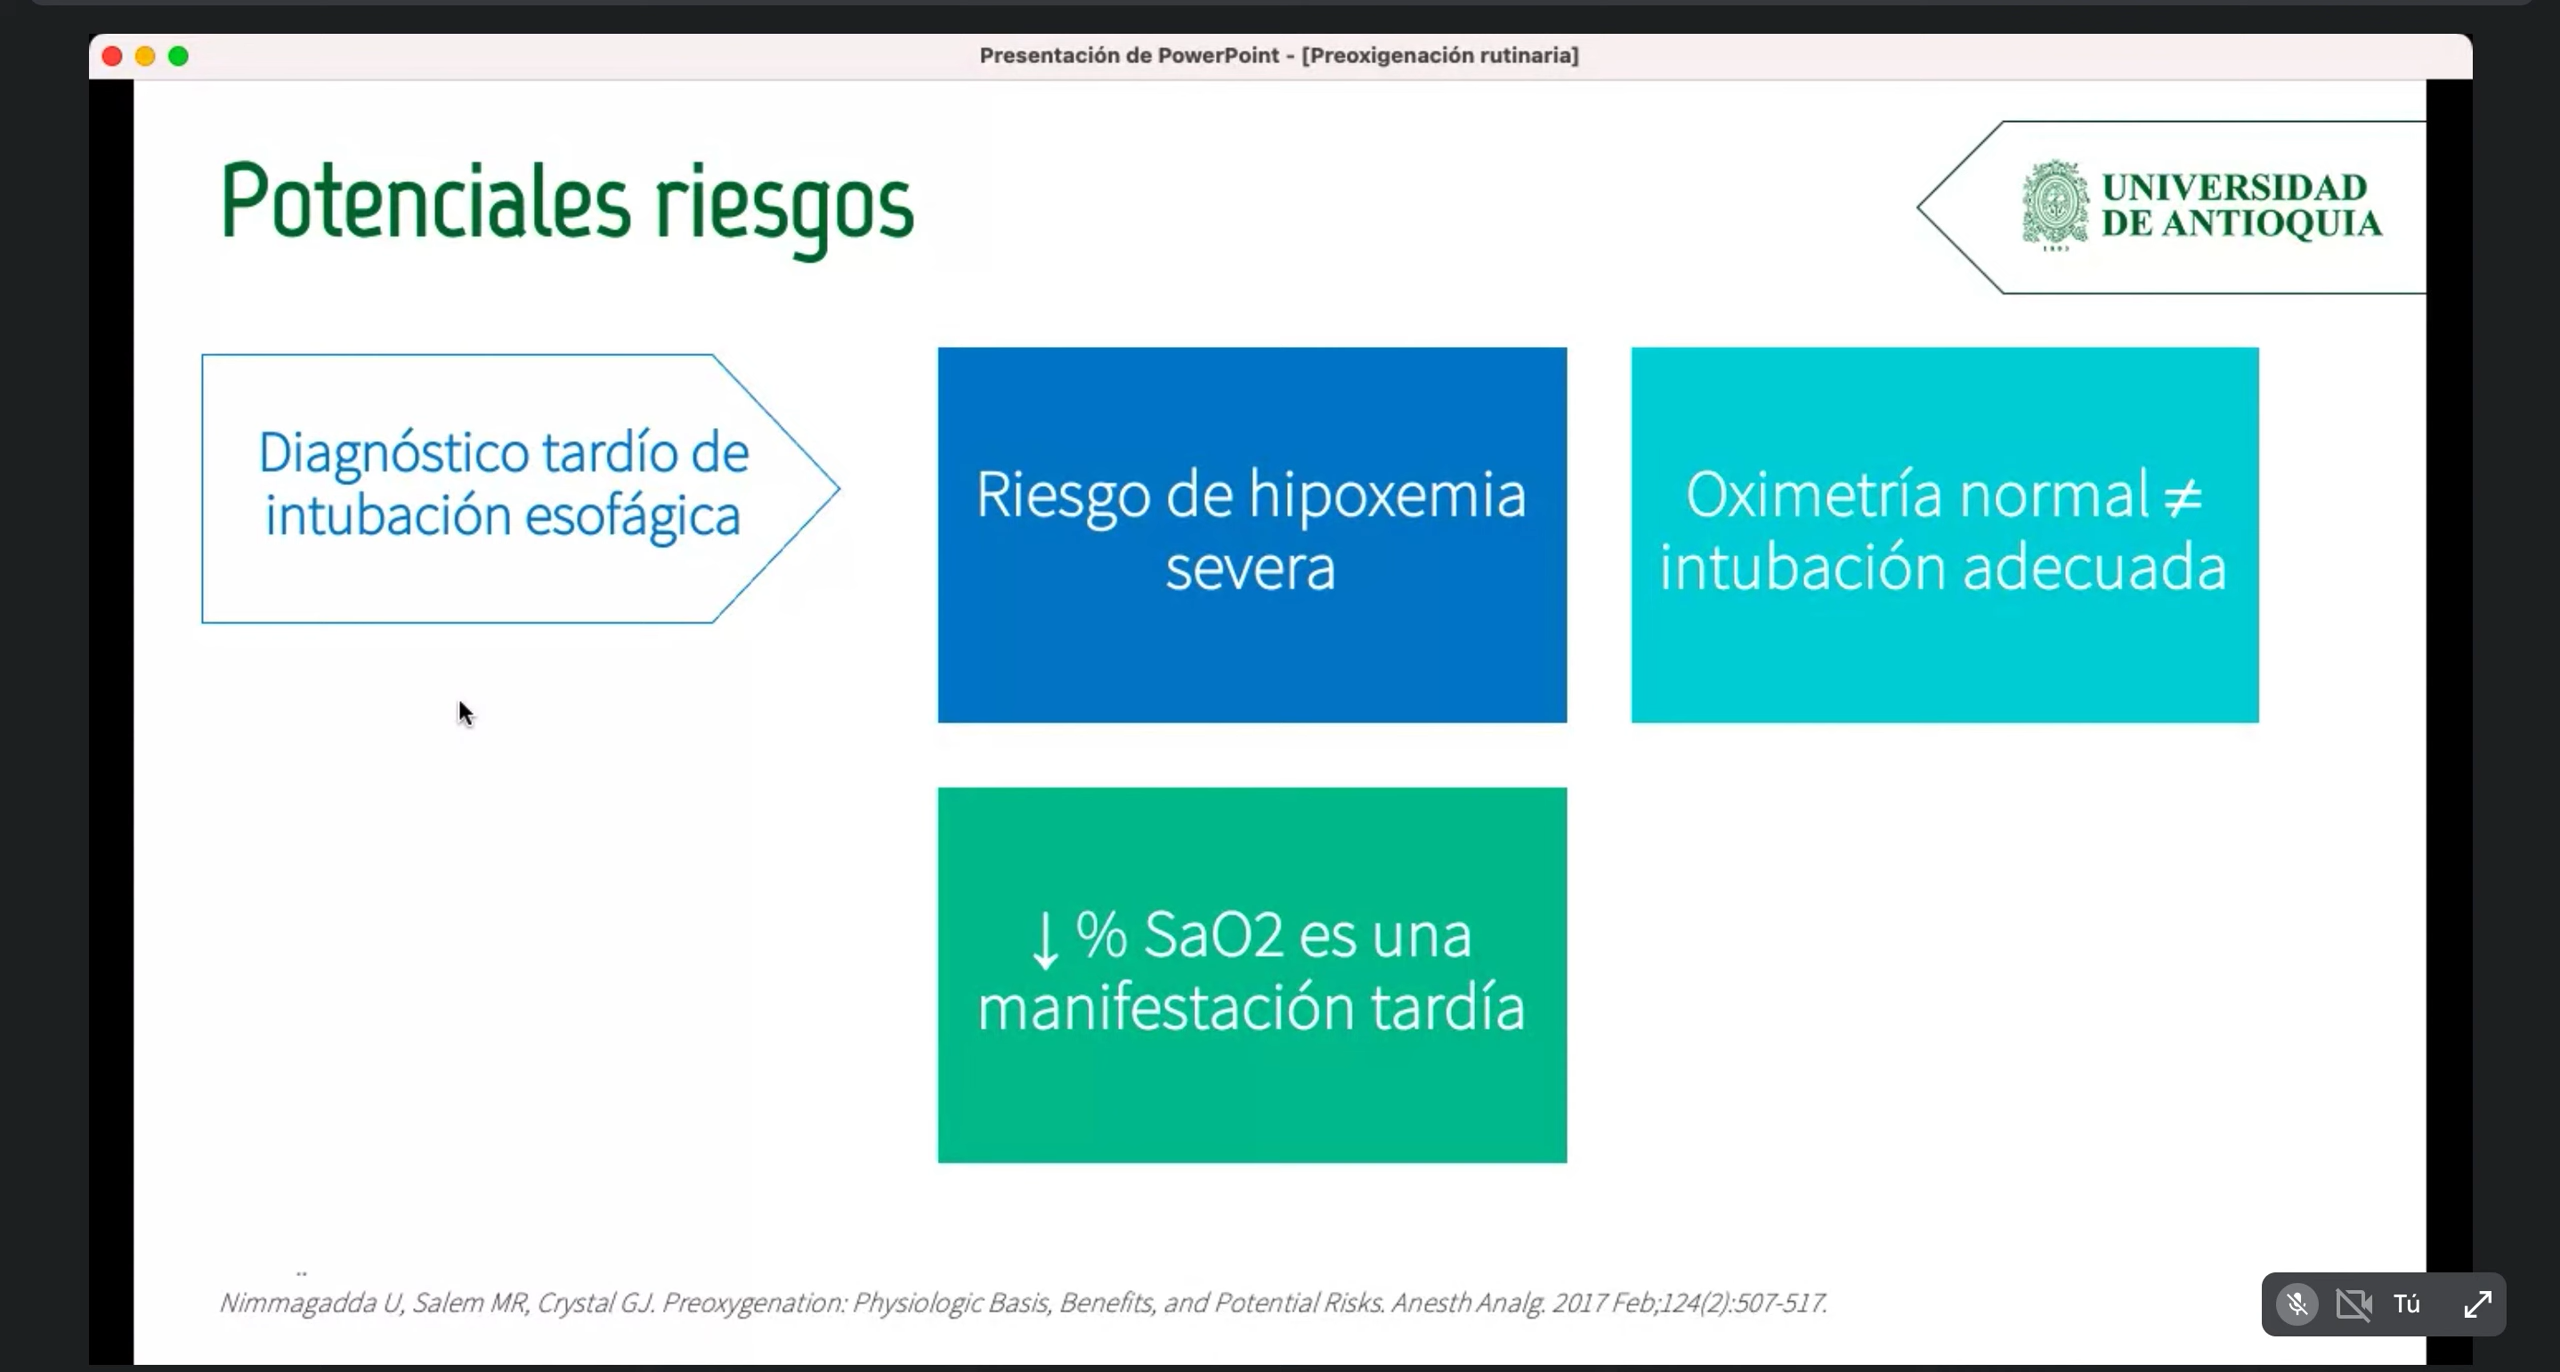 Presentación de PowerPoint - [Preoxigenación rutinaria]
Potenciales riesgos
UNIVERSIDAD
DE ANTIOQUIA
1803
Diagnóstico tardío de
intubación esofágica
Riesgo de hipoxemia
severa
Oximetría normal ≠
intubación adecuada
↓ % SaO2 es una
manifestación tardía
Nimmagadda U, Salem MR, Crystal GJ. Preoxygenation: Physiologic Basis, Benefits, and Potential Risks. Anesth Analg. 2017 Feb;124(2):507-517.
Tú